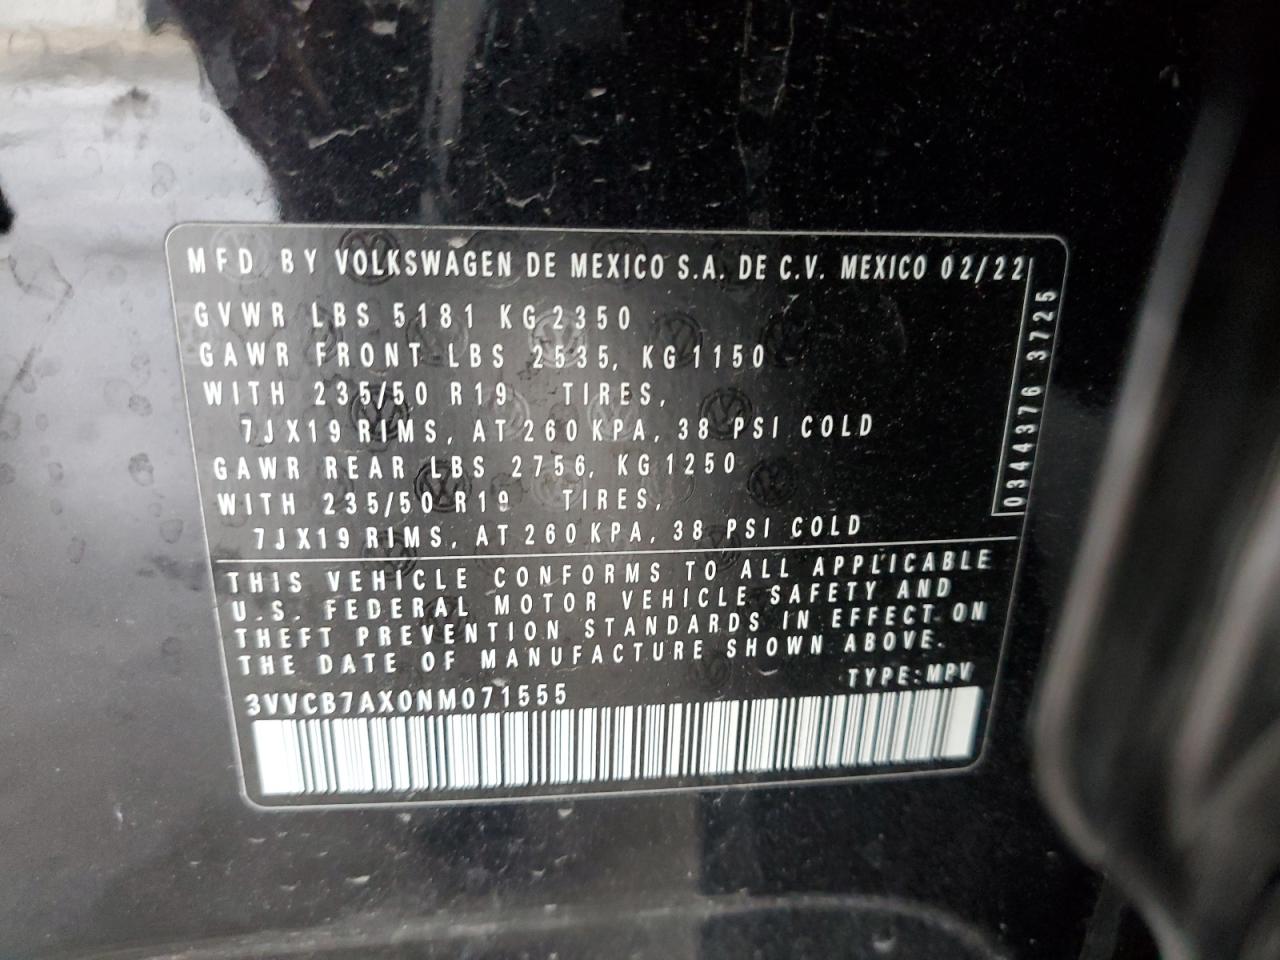 MFD BY VOLKSWAGEN DE MEXICO S.A. DE C.V. MEXICO 02/22
GVWR LBS 5181 KG 2350
GAWR FRONT LBS 2535, KG 1150
WITH 235/50 R19 TIRES,
7JX19 RIMS, AT 260 KPA, 38 PSI COLD
GAWR REAR LBS 2756, KG 1250
WITH 235/50 R19 TIRES,
7JX19 RIMS, AT 260 KPA, 38 PSI COLD
0344376 3725
THIS VEHICLE CONFORMS TO ALL APPLICABLE
U.S. FEDERAL MOTOR VEHICLE SAFETY AND
THEFT PREVENTION STANDARDS IN EFFECT ON
THE DATE OF MANUFACTURE SHOWN ABOVE.
TYPE: MPV
3VVCB7AX0NM071555